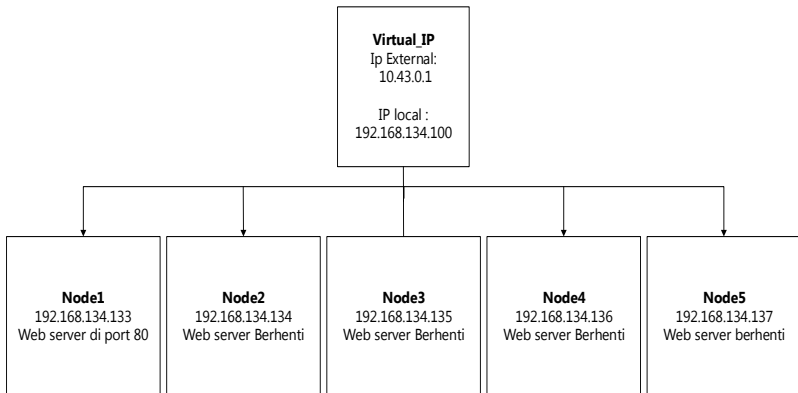 Virtual_IP
Ip External:
10.43.0.1
IP local :
192.168.134.100
Node1
192.168.134.133
Web server di port 80
Node2
192.168.134.134
Web server Berhenti
Node3
192.168.134.135
Web server Berhenti
Node4
192.168.134.136
Web server Berhenti
Node5
192.168.134.137
Web server berhenti